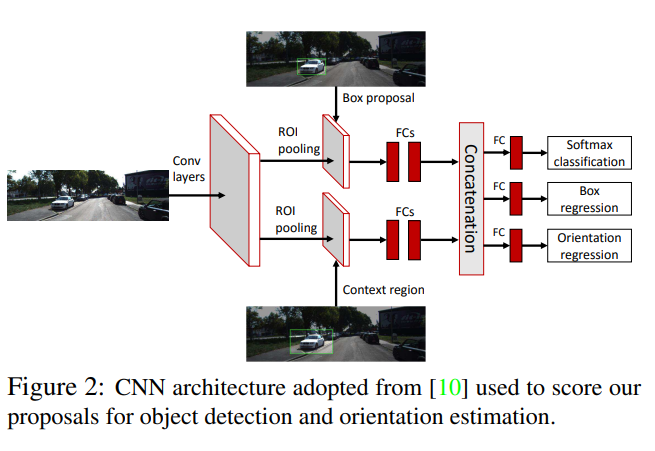 Box proposal
ROI
pooling
FCs
Conv
layers
Concatenation
FC
Softmax
classification
FC
Box
regression
ROI
pooling
FCs
FC
Orientation
regression
Context region
Figure 2: CNN architecture adopted from [10] used to score our
proposals for object detection and orientation estimation.